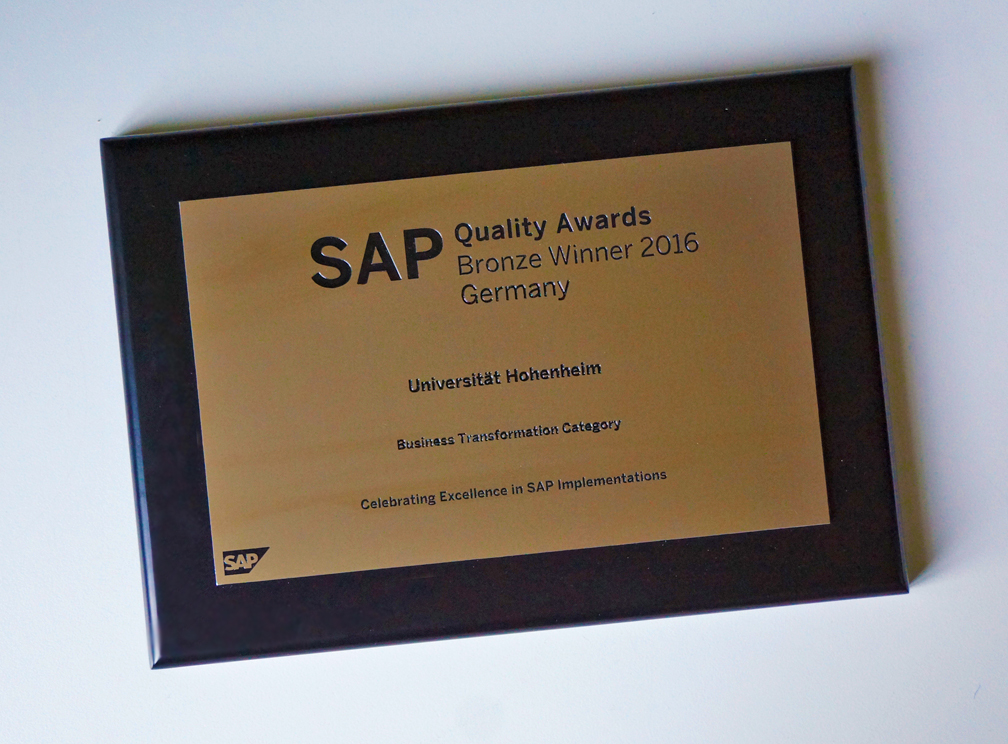 SAP Quality Awards
Bronze Winner 2016
Germany
Universität Hohenheim
Business Transformation Category
Celebrating Excellence in SAP Implementations
SAP